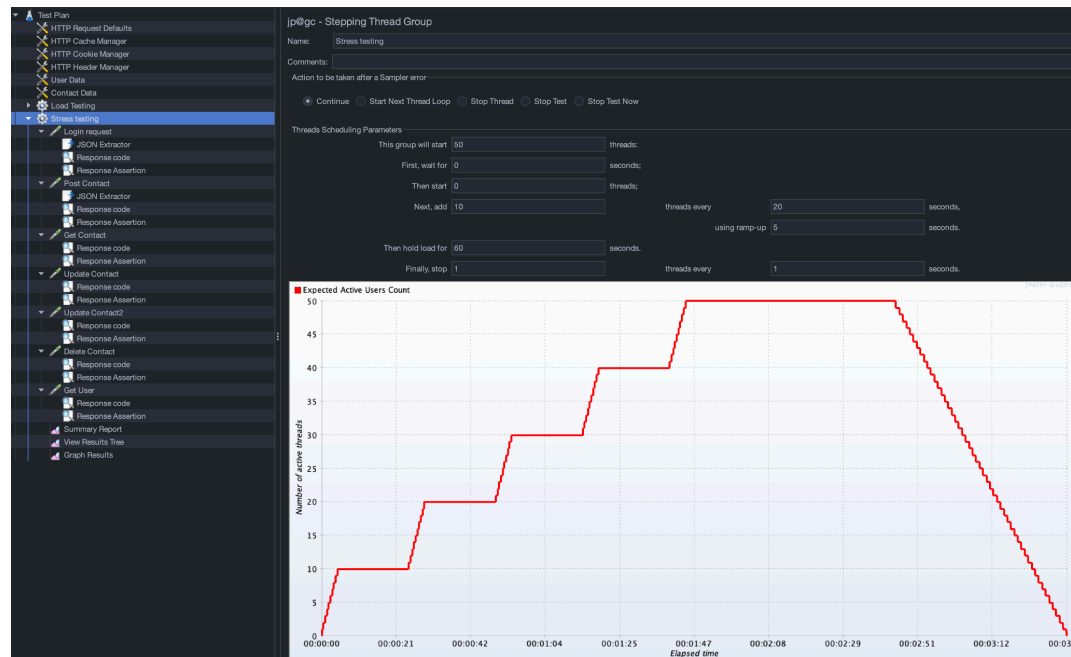 Test Plan
HTTP Request Defaults
HTTP Cache Manager
HTTP Cookie Manager
HTTP Header Manager
User Data
Contact Data
Load Testing
Stress testing
Login request
JSON Extractor
Response code
Response Assertion
Post Contact
JSON Extractor
Response code
Response Assertion
Get Contact
Response code
Response Assertion
Update Contact
Response code
Response Assertion
Update Contact2
Response code
Response Assertion
Delete Contact
Response code
Response Assertion
Get User
Response code
Response Assertion
Summary Report
View Results Tree
Graph Results
jp@gc - Stepping Thread Group
Name: Stress testing
Comments:
Action to be taken after a Sampler error
Continue Start Next Thread Loop Stop Thread Stop Test Stop Test Now
Threads Scheduling Parameters
This group will start 50 threads:
First, wait for 0 seconds;
Then start 0 threads;
Next, add 10 threads every 20 seconds,
using ramp-up 5 seconds.
Then hold load for 60 seconds.
Finally, stop 1 threads every 1 seconds.
Expected Active Users Count
Number of active threads
50
45
40
35
30
25
20
15
10
5
0
00:00:00 00:00:21 00:00:42 00:01:04 00:01:25 00:01:47 00:02:08 00:02:29 00:02:51 00:03:12 00:03
Elapsed time